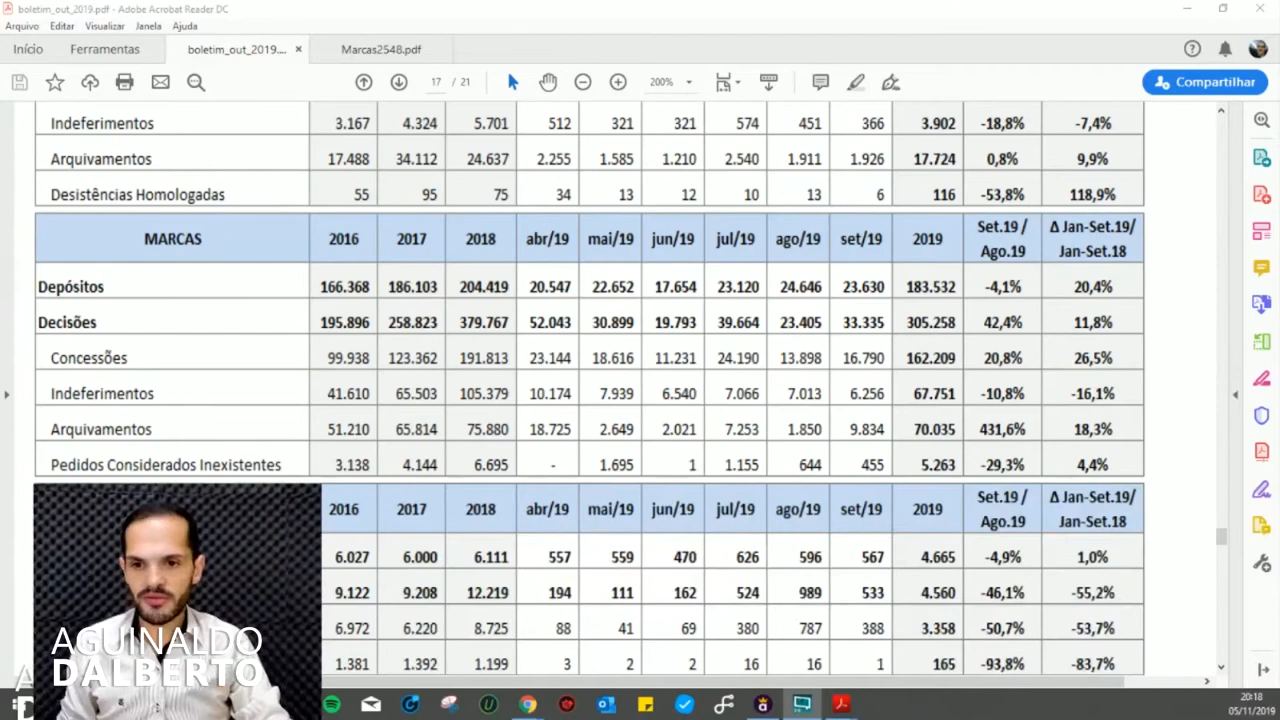 boletim_out_2019.pdf - Adobe Acrobat Reader DC
Arquivo Editar Visualizar Janela Ajuda
Início Ferramentas boletim_out_2019.... × Marcas2548.pdf
17 / 21 200% Compartilhar
Indeferimentos 3.167 4.324 5.701 512 321 321 574 451 366 3.902 -18,8% -7,4%
Arquivamentos 17.488 34.112 24.637 2.255 1.585 1.210 2.540 1.911 1.926 17.724 0,8% 9,9%
Desistências Homologadas 55 95 75 34 13 12 10 13 6 116 -53,8% 118,9%
MARCAS 2016 2017 2018 abr/19 mai/19 jun/19 jul/19 ago/19 set/19 2019 Set.19 / Ago.19 Δ Jan-Set.19/ Jan-Set.18
Depósitos 166.368 186.103 204.419 20.547 22.652 17.654 23.120 24.646 23.630 183.532 -4,1% 20,4%
Decisões 195.896 258.823 379.767 52.043 30.899 19.793 39.664 23.405 33.335 305.258 42,4% 11,8%
Concessões 99.938 123.362 191.813 23.144 18.616 11.231 24.190 13.898 16.790 162.209 20,8% 26,5%
Indeferimentos 41.610 65.503 105.379 10.174 7.939 6.540 7.066 7.013 6.256 67.751 -10,8% -16,1%
Arquivamentos 51.210 65.814 75.880 18.725 2.649 2.021 7.253 1.850 9.834 70.035 431,6% 18,3%
Pedidos Considerados Inexistentes 3.138 4.144 6.695 - 1.695 1 1.155 644 455 5.263 -29,3% 4,4%
2016 2017 2018 abr/19 mai/19 jun/19 jul/19 ago/19 set/19 2019 Set.19 / Ago.19 Δ Jan-Set.19/ Jan-Set.18
6.027 6.000 6.111 557 559 470 626 596 567 4.665 -4,9% 1,0%
9.122 9.208 12.219 194 111 162 524 989 533 4.560 -46,1% -55,2%
6.972 6.220 8.725 88 41 69 380 787 388 3.358 -50,7% -53,7%
1.381 1.392 1.199 3 2 2 16 16 1 165 -93,8% -83,7%
AGUINALDO
DALBERTO
20:18
05/11/2019